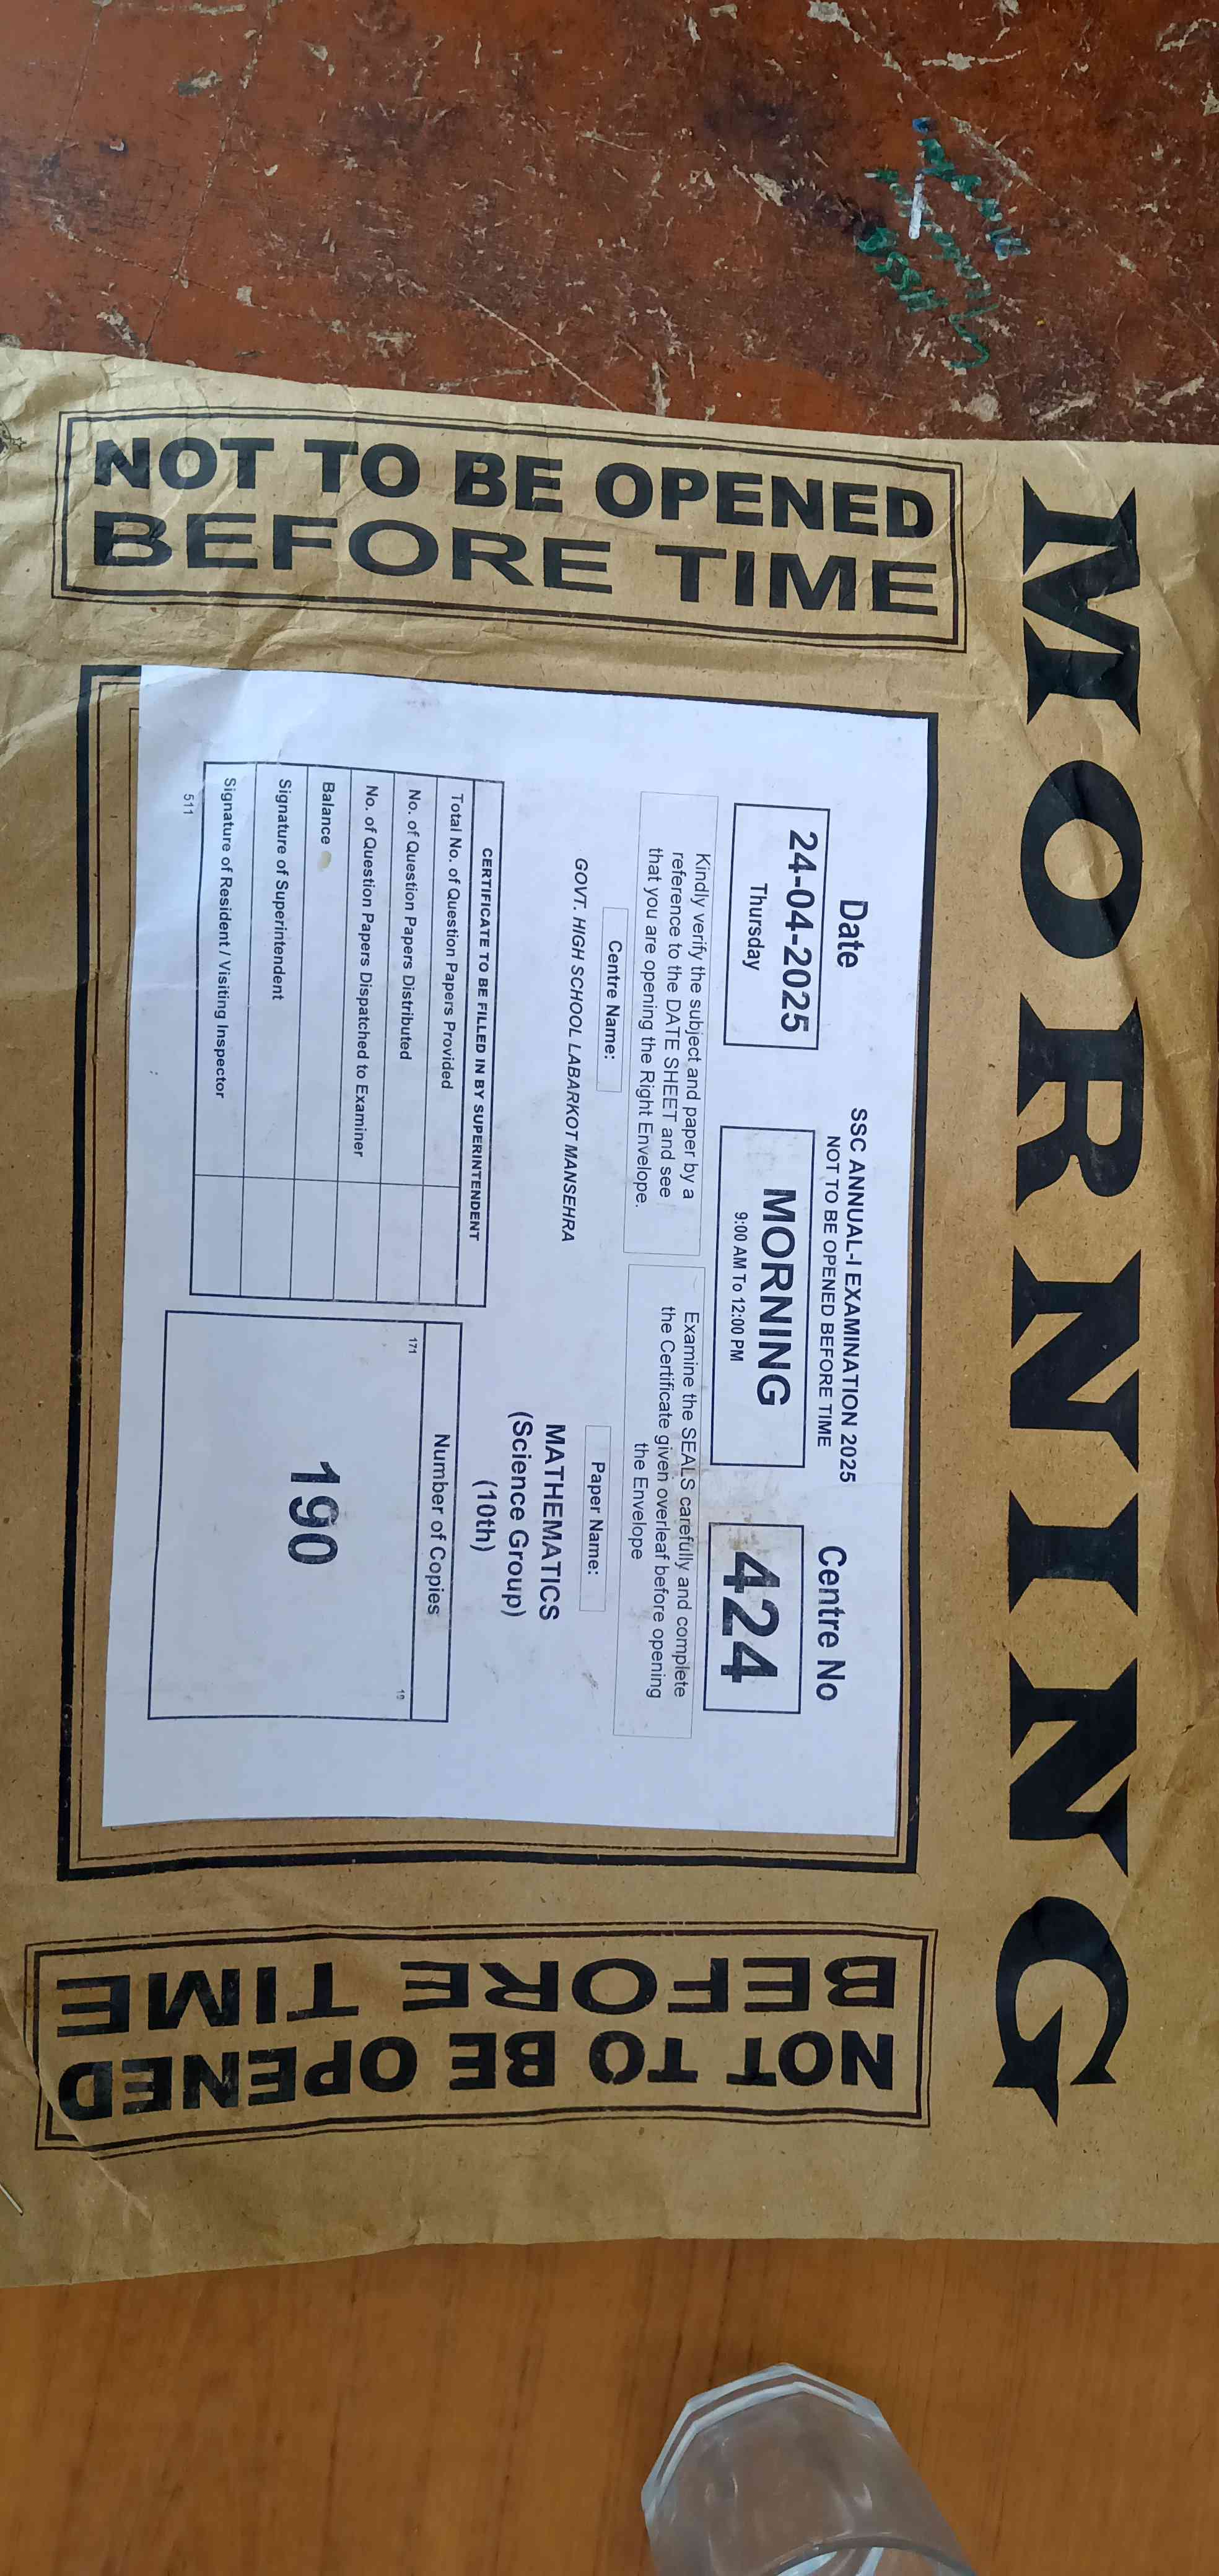 MORNING
NOT TO BE OPENED
BEFORE TIME
SSC ANNUAL-I EXAMINATION 2025
NOT TO BE OPENED BEFORE TIME
Date
24-04-2025
Thursday
MORNING
9:00 AM To 12:00 PM
Centre No
424
Kindly verify the subject and paper by a
reference to the DATE SHEET and see
that you are opening the Right Envelope.
Examine the SEALS carefully and complete
the Certificate given overleaf before opening
the Envelope
Centre Name:
GOVT. HIGH SCHOOL LABARKOT MANSEHRA
Paper Name:
MATHEMATICS
(Science Group)
(10th)
CERTIFICATE TO BE FILLED IN BY SUPERINTENDENT
Total No. of Question Papers Provided
No. of Question Papers Distributed
No. of Question Papers Dispatched to Examiner
Balance
Signature of Superintendent
Signature of Resident / Visiting Inspector
511
Number of Copies
171
190
NOT TO BE OPENED
BEFORE TIME